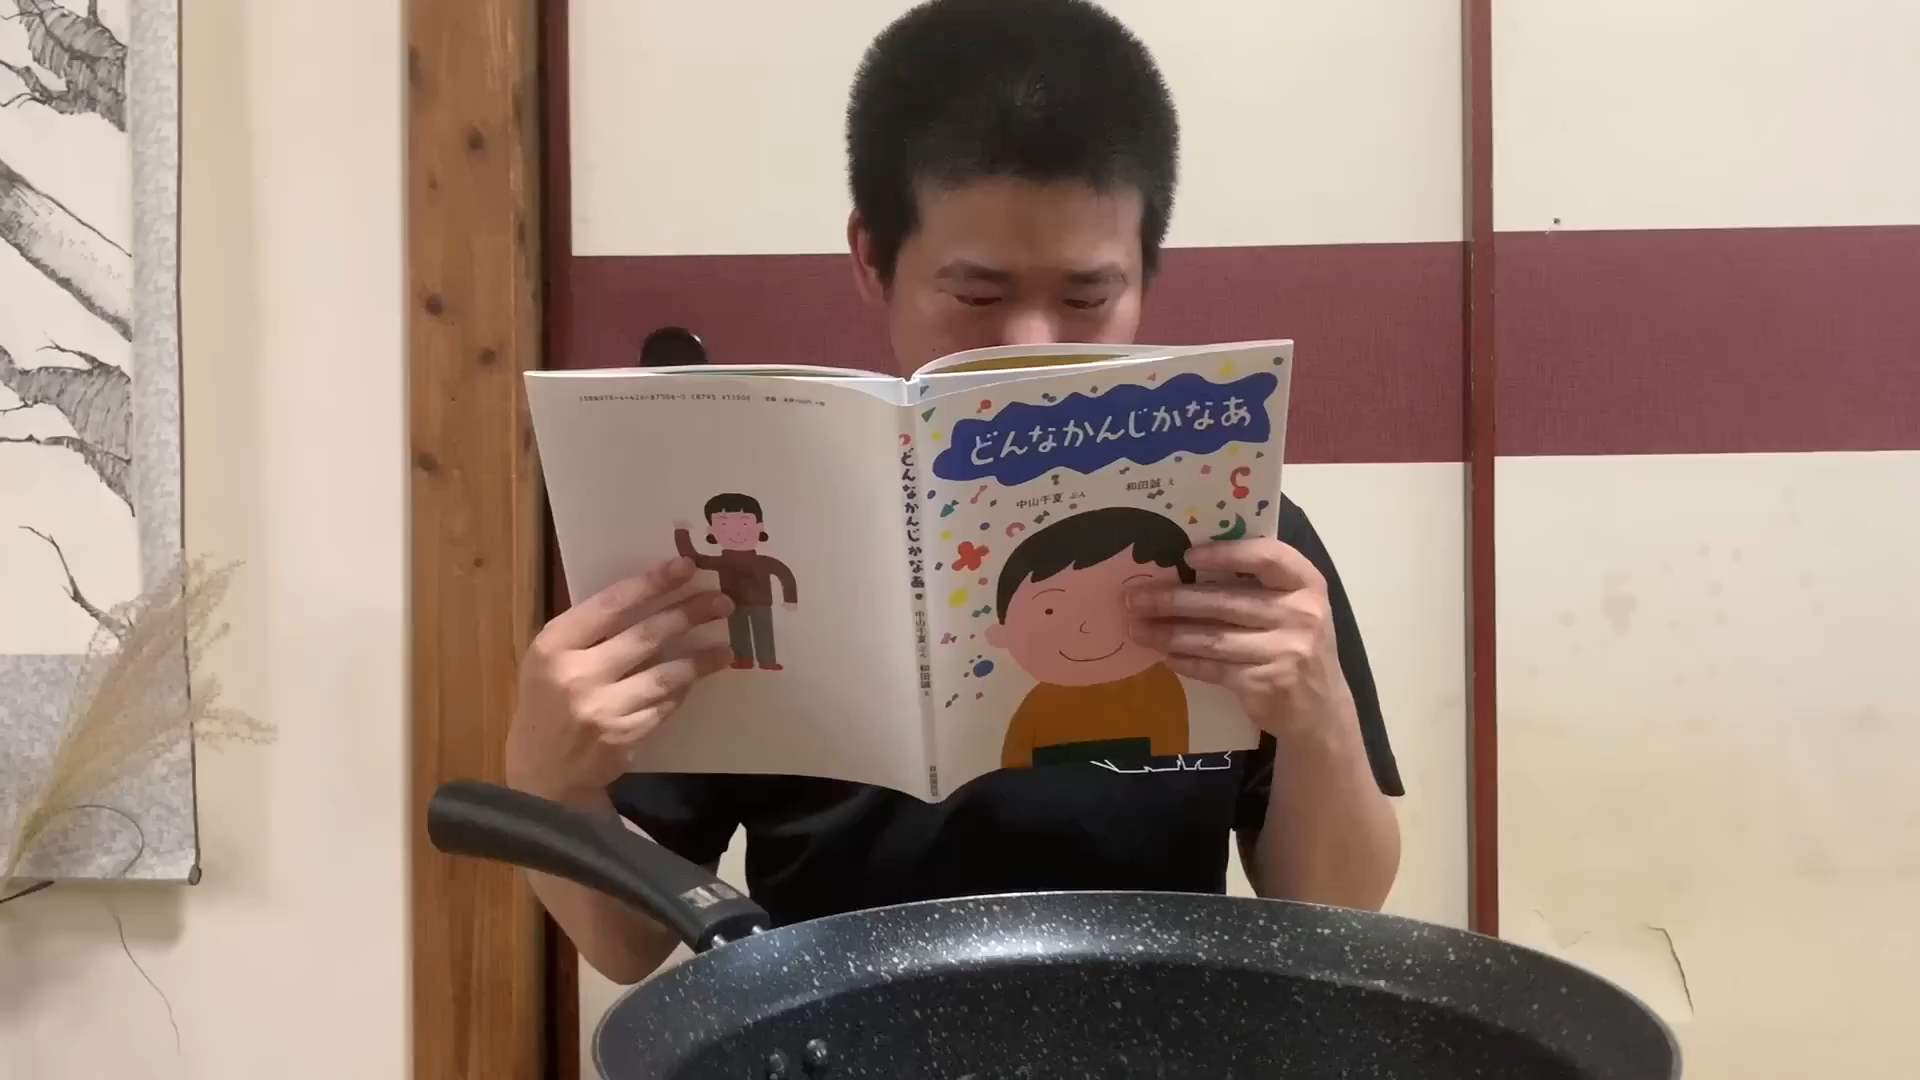 どんなかんじかなあ
中山千夏 ぶん
和田誠 え
どんなかんじかなあ
中山千夏 ぶん 和田誠 え